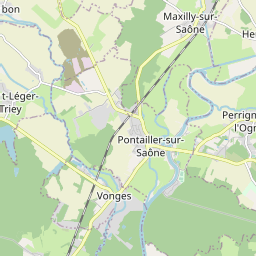 bon
Maxilly-sur-
Saône
He
t-Léger-
Triey
Perrign
l'Ogn
Pontailler-sur-
Saône
Vonges